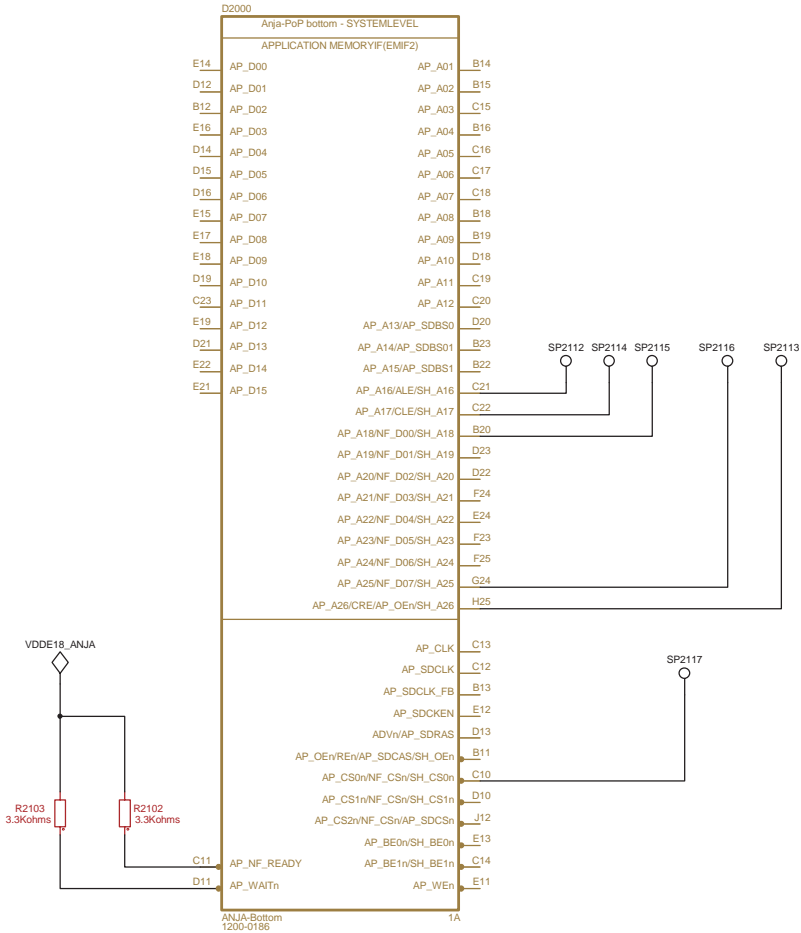 D2000
Anja-PoP bottom - SYSTEMLEVEL
APPLICATION MEMORYIF(EMIF2)
E14 AP_D00 AP_A01 B14
D12 AP_D01 AP_A02 B15
B12 AP_D02 AP_A03 C15
E16 AP_D03 AP_A04 B16
D14 AP_D04 AP_A05 C16
D15 AP_D05 AP_A06 C17
D16 AP_D06 AP_A07 C18
E15 AP_D07 AP_A08 B18
E17 AP_D08 AP_A09 B19
E18 AP_D09 AP_A10 D18
D19 AP_D10 AP_A11 C19
C23 AP_D11 AP_A12 C20
E19 AP_D12 AP_A13/AP_SDBS0 D20
D21 AP_D13 AP_A14/AP_SDBS01 B23
SP2112 SP2114 SP2115 SP2116 SP2113
E22 AP_D14 AP_A15/AP_SDBS1 B22
E21 AP_D15 AP_A16/ALE/SH_A16 C21
AP_A17/CLE/SH_A17 C22
AP_A18/NF_D00/SH_A18 B20
AP_A19/NF_D01/SH_A19 D23
AP_A20/NF_D02/SH_A20 D22
AP_A21/NF_D03/SH_A21 F24
AP_A22/NF_D04/SH_A22 E24
AP_A23/NF_D05/SH_A23 F23
AP_A24/NF_D06/SH_A24 F25
AP_A25/NF_D07/SH_A25 G24
AP_A26/CRE/AP_OEn/SH_A26 H25
VDDE18_ANJA
AP_CLK C13
SP2117
AP_SDCLK C12
AP_SDCLK_FB B13
AP_SDCKEN E12
ADVn/AP_SDRAS D13
AP_OEn/REn/AP_SDCAS/SH_OEn B11
AP_CS0n/NF_CSn/SH_CS0n C10
AP_CS1n/NF_CSn/SH_CS1n D10
R2103 R2102
3.3Kohms 3.3Kohms
AP_CS2n/NF_CSn/AP_SDCSn J12
AP_BE0n/SH_BE0n E13
C11 AP_NF_READY AP_BE1n/SH_BE1n C14
D11 AP_WAITn AP_WEn E11
ANJA-Bottom 1A
1200-0186